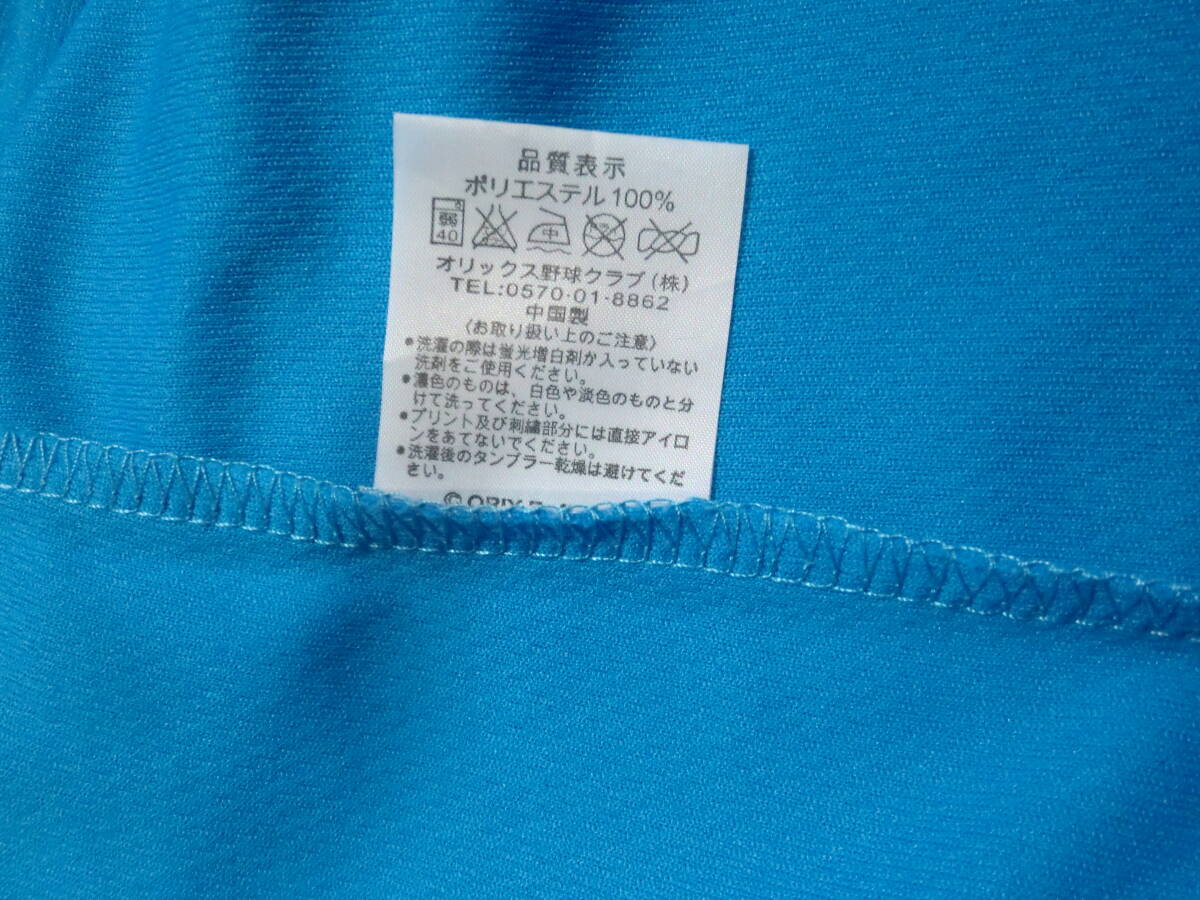 品質表示
ポリエステル100%
弱
40
中
オリックス野球クラブ(株)
TEL:0570-01-8862
中国製
〈お取り扱い上のご注意〉
●洗濯の際は蛍光増白剤が入っていない
洗剤をご使用ください。
●濃色のものは、白色や淡色のものと分
けて洗ってください。
●プリント及び刺繍部分には直接アイロ
ンをあてないでください。
●洗濯後のタンブラー乾燥は避けてくだ
さい。
© ORIX